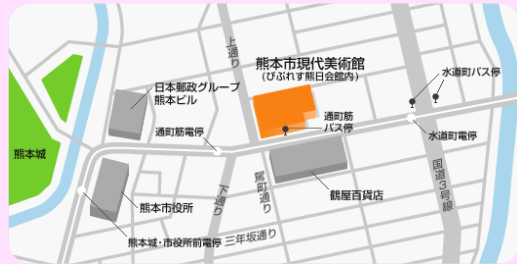 上通り
熊本市現代美術館
(びぷれす熊日会館内)
水道町バス停
日本郵政グループ
熊本ビル
通町筋
バス停
通町筋電停
水道町電停
熊本城
国道3号線
鶴屋百貨店
下通り
駕町通り
熊本市役所
熊本城・市役所前電停
三年坂通り